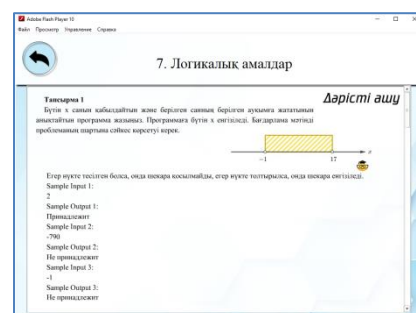 Adobe Flash Player 10
Файл Просмотр Управление Справка
7. Логикалық амалдар
Дәрісті ашу
Тапсырма 1
Бүтін х санын қабылдайтын және берілген санның берілген ауқымға жататынын
анықтайтын программа жазыңыз. Программаға бүтін х енгізіледі. Бағдарлама мәтінді
проблеманың шартына сәйкес көрсетуі керек.
-1 17 x
Егер нүкте тесілген болса, онда шекара қосылмайды, егер нүкте толтырылса, онда шекара енгізіледі.
Sample Input 1:
2
Sample Output 1:
Принадлежит
Sample Input 2:
-790
Sample Output 2:
Не принадлежит
Sample Input 3:
-1
Sample Output 3:
Не принадлежит